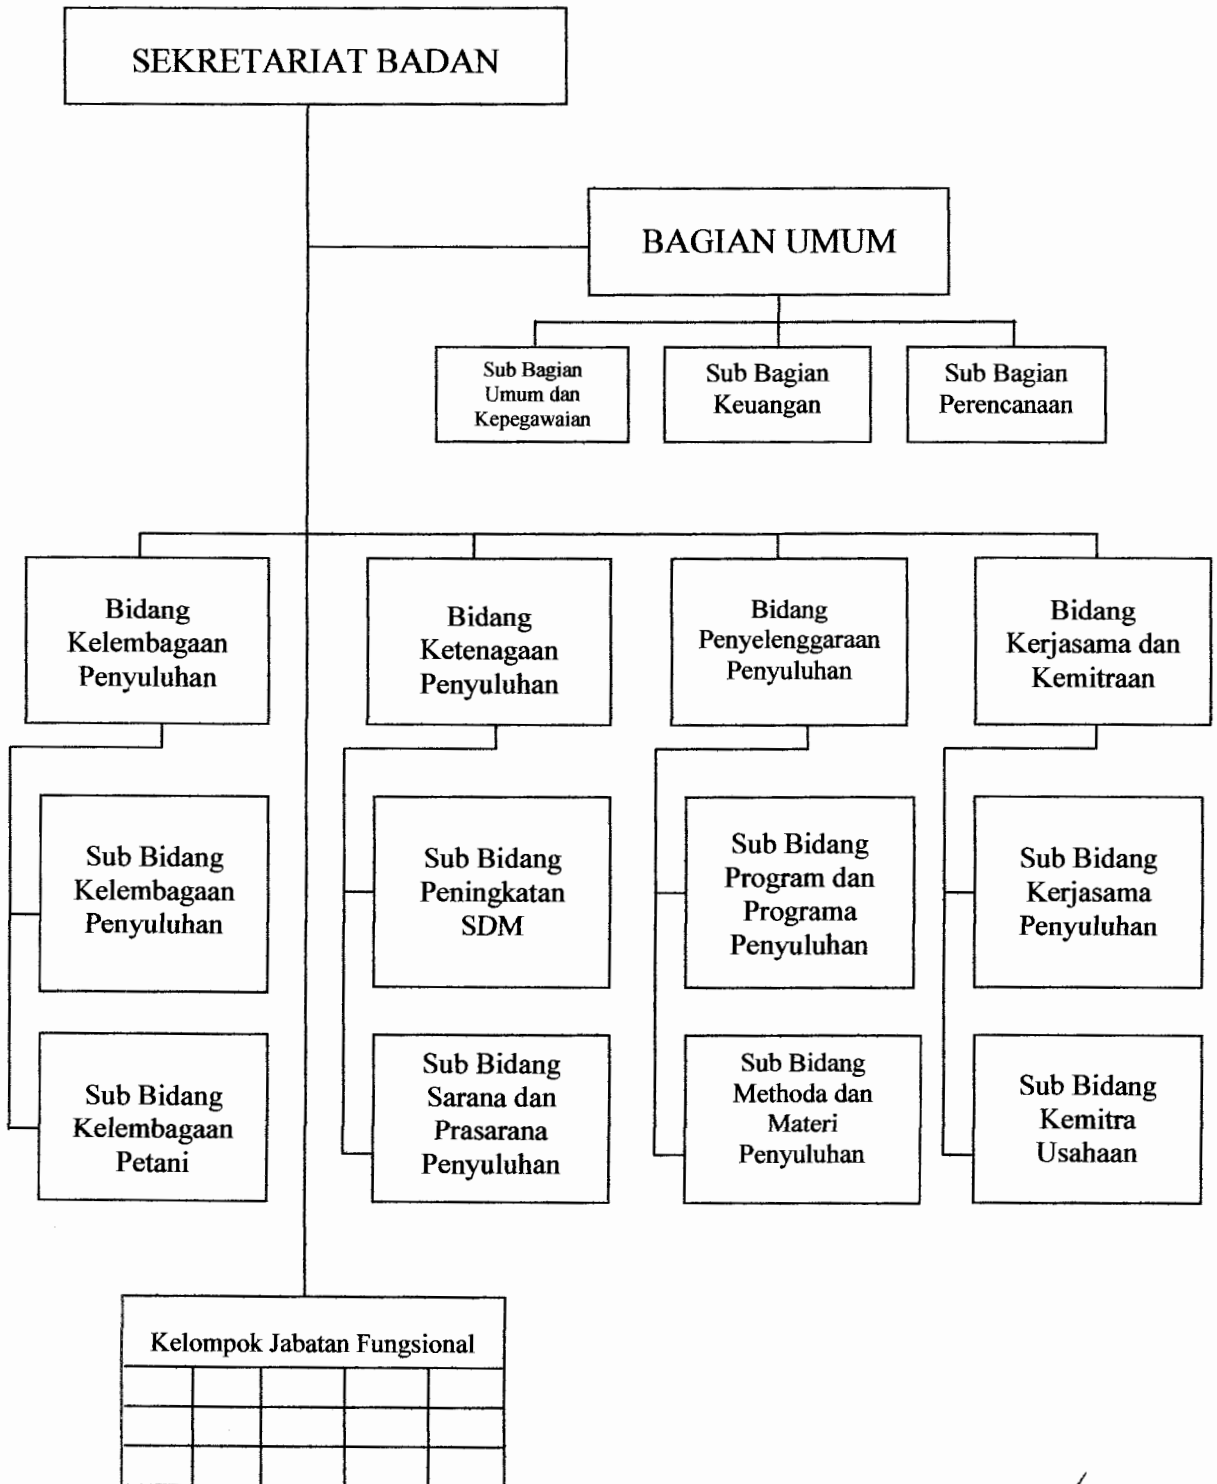 SEKRETARIAT BADAN
BAGIAN UMUM
Sub Bagian
Umum dan
Kepegawaian
Sub Bagian
Keuangan
Sub Bagian
Perencanaan
Bidang
Kelembagaan
Penyuluhan
Bidang
Ketenagaan
Penyuluhan
Bidang
Penyelenggaraan
Penyuluhan
Bidang
Kerjasama dan
Kemitraan
Sub Bidang
Kelembagaan
Penyuluhan
Sub Bidang
Peningkatan
SDM
Sub Bidang
Program dan
Programa
Penyuluhan
Sub Bidang
Kerjasama
Penyuluhan
Sub Bidang
Kelembagaan
Petani
Sub Bidang
Sarana dan
Prasarana
Penyuluhan
Sub Bidang
Methoda dan
Materi
Penyuluhan
Sub Bidang
Kemitra
Usahaan
Kelompok Jabatan Fungsional